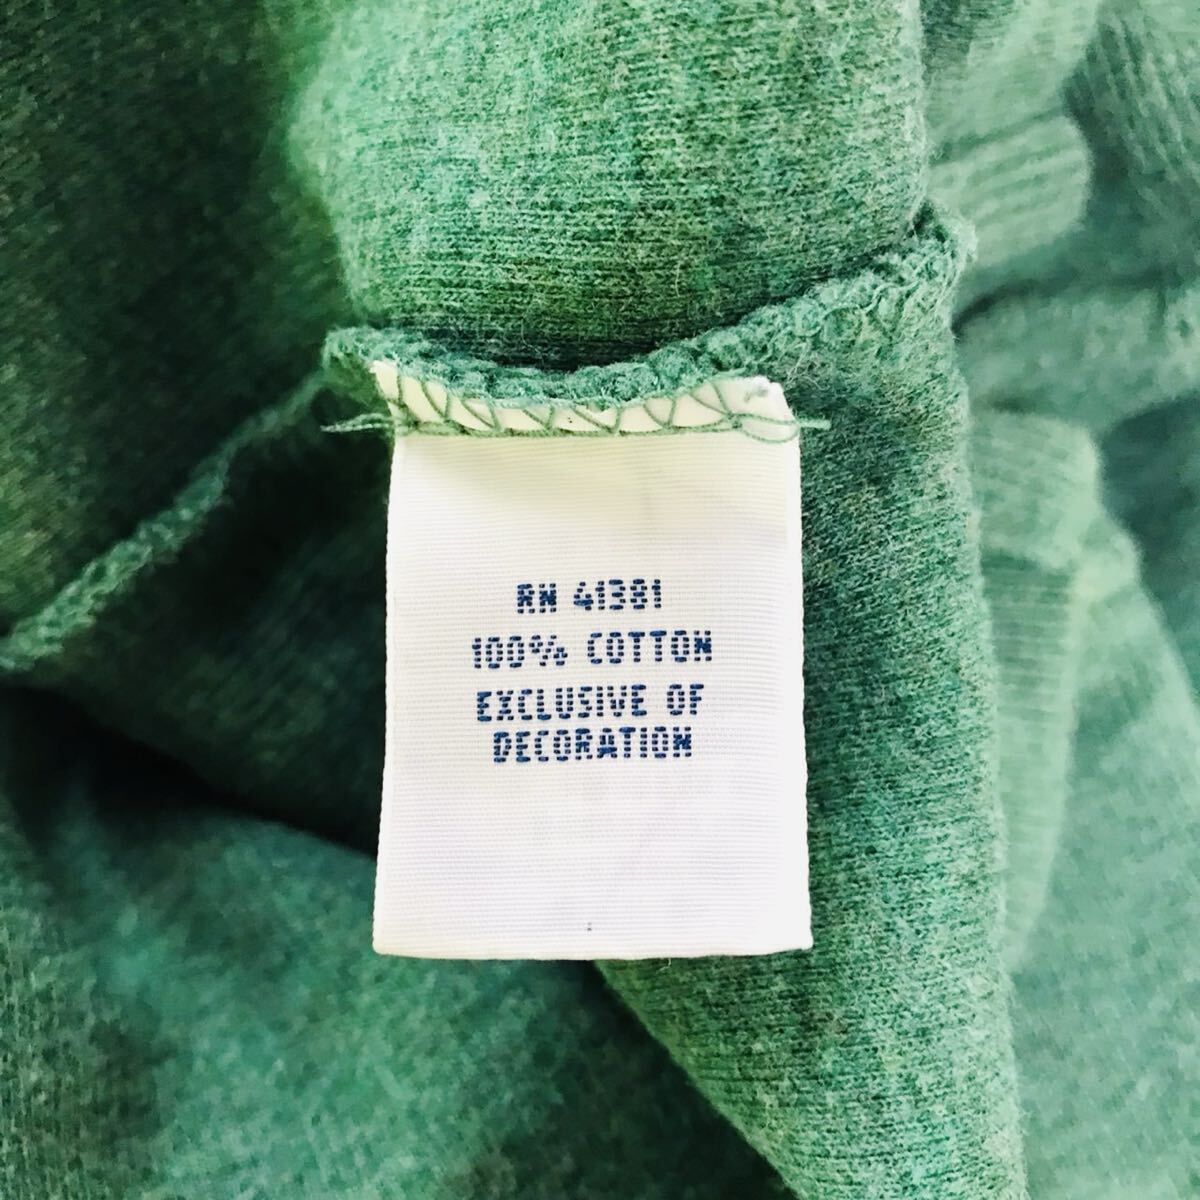 RN 41381
100% COTTON
EXCLUSIVE OF
DECORATION